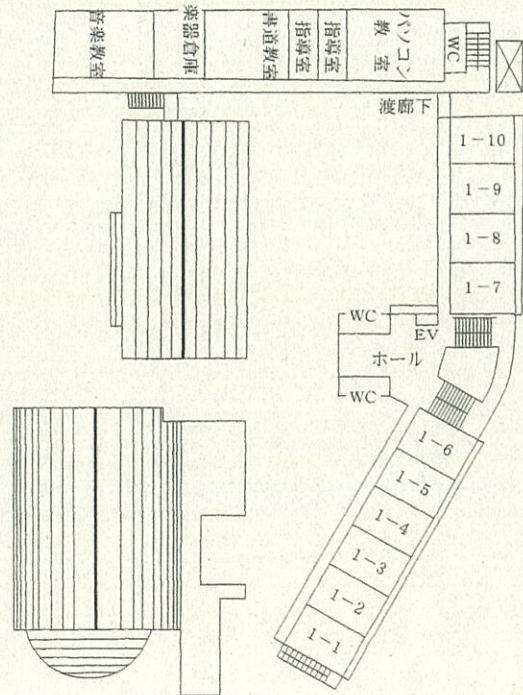 音楽教室
楽器倉庫
書道教室
指導室
指導室
パソコン
教室
WC
渡廊下
1-10
1-9
1-8
1-7
WC
EV
ホール
WC
1-6
1-5
1-4
1-3
1-2
1-1